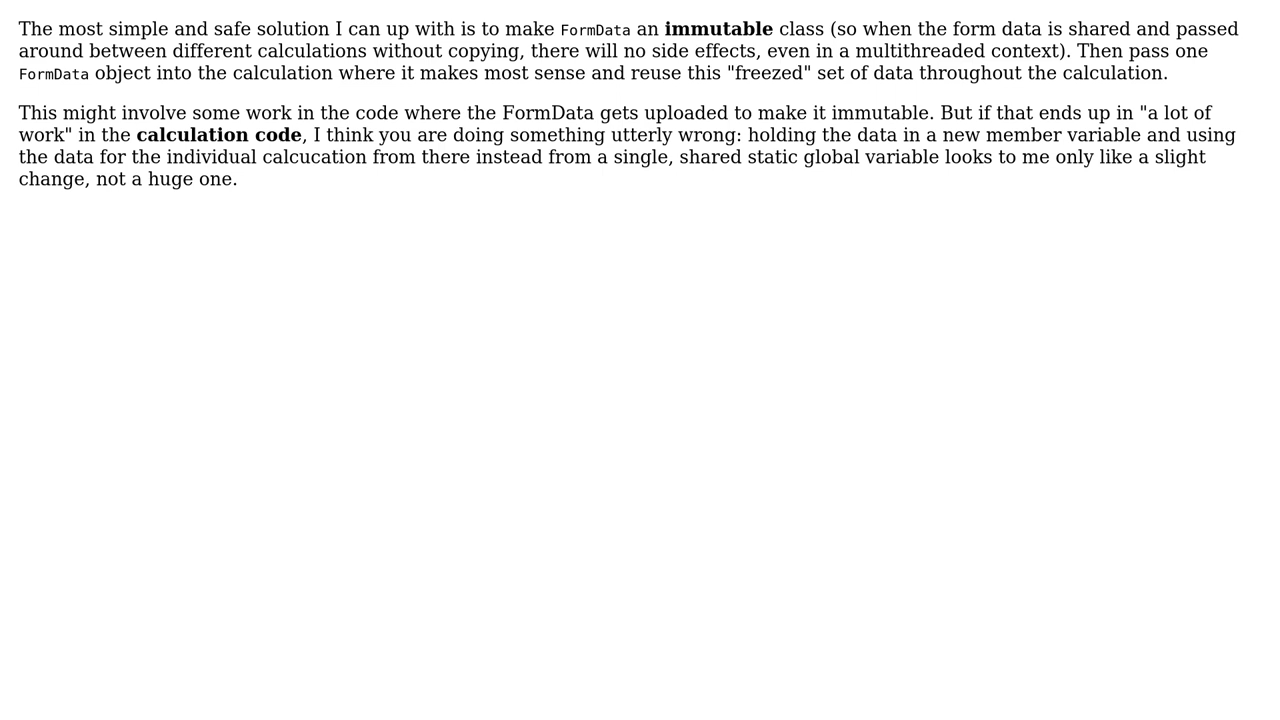 The most simple and safe solution I can up with is to make FormData an immutable class (so when the form data is shared and passed
around between different calculations without copying, there will no side effects, even in a multithreaded context). Then pass one
FormData object into the calculation where it makes most sense and reuse this "freezed" set of data throughout the calculation.
This might involve some work in the code where the FormData gets uploaded to make it immutable. But if that ends up in "a lot of
work" in the calculation code, I think you are doing something utterly wrong: holding the data in a new member variable and using
the data for the individual calcucation from there instead from a single, shared static global variable looks to me only like a slight
change, not a huge one.